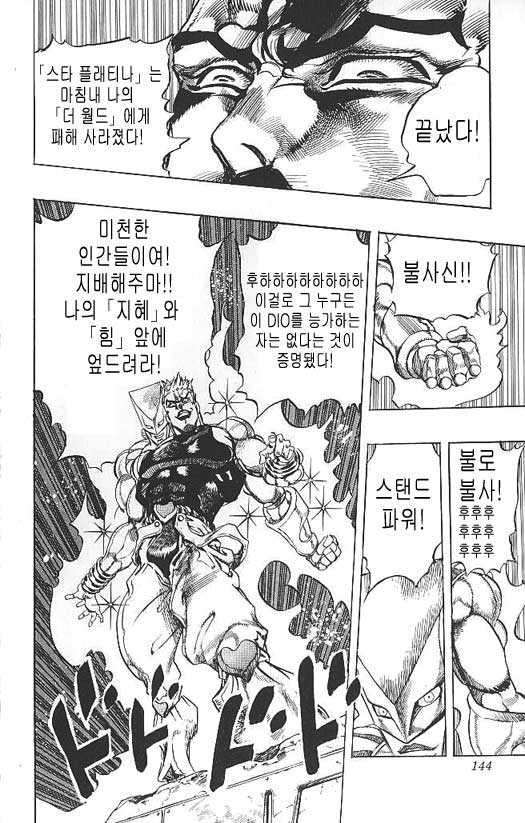 끝났다!
「스타 플래티나」는
마침내 나의
「더 월드」에게
패해 사라졌다!
불사신!!
불로
불사!
후후후
후후후
후후후
스탠드
파워!
후하하하하하하하하
이걸로 그 누구든
이 DIO를 능가하는
자는 없다는 것이
증명됐다!
미천한
인간들이여!
지배해주마!!
나의「지혜」와
「힘」앞에
엎드려라!
ドドドド
144